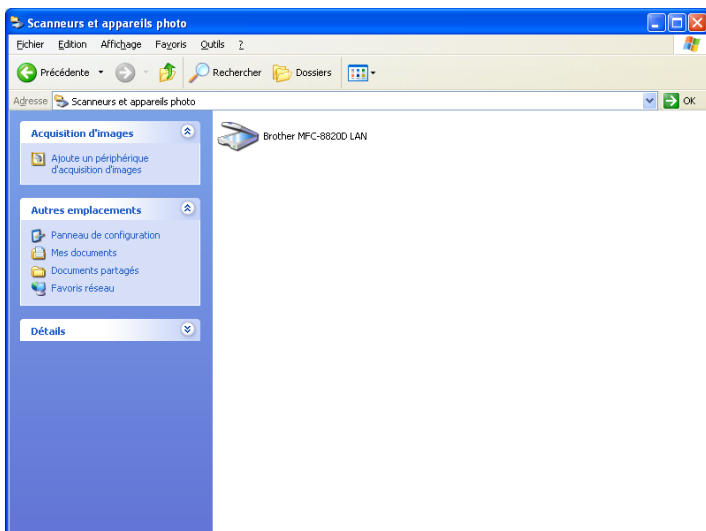 Scanneurs et appareils photo
Fichier Edition Affichage Favoris Outils ?
Précédente Rechercher Dossiers
Adresse Scanneurs et appareils photo OK
Acquisition d'images
Ajoute un périphérique
d'acquisition d'images
Autres emplacements
Panneau de configuration
Mes documents
Documents partagés
Favoris réseau
Détails
Brother MFC-8820D LAN